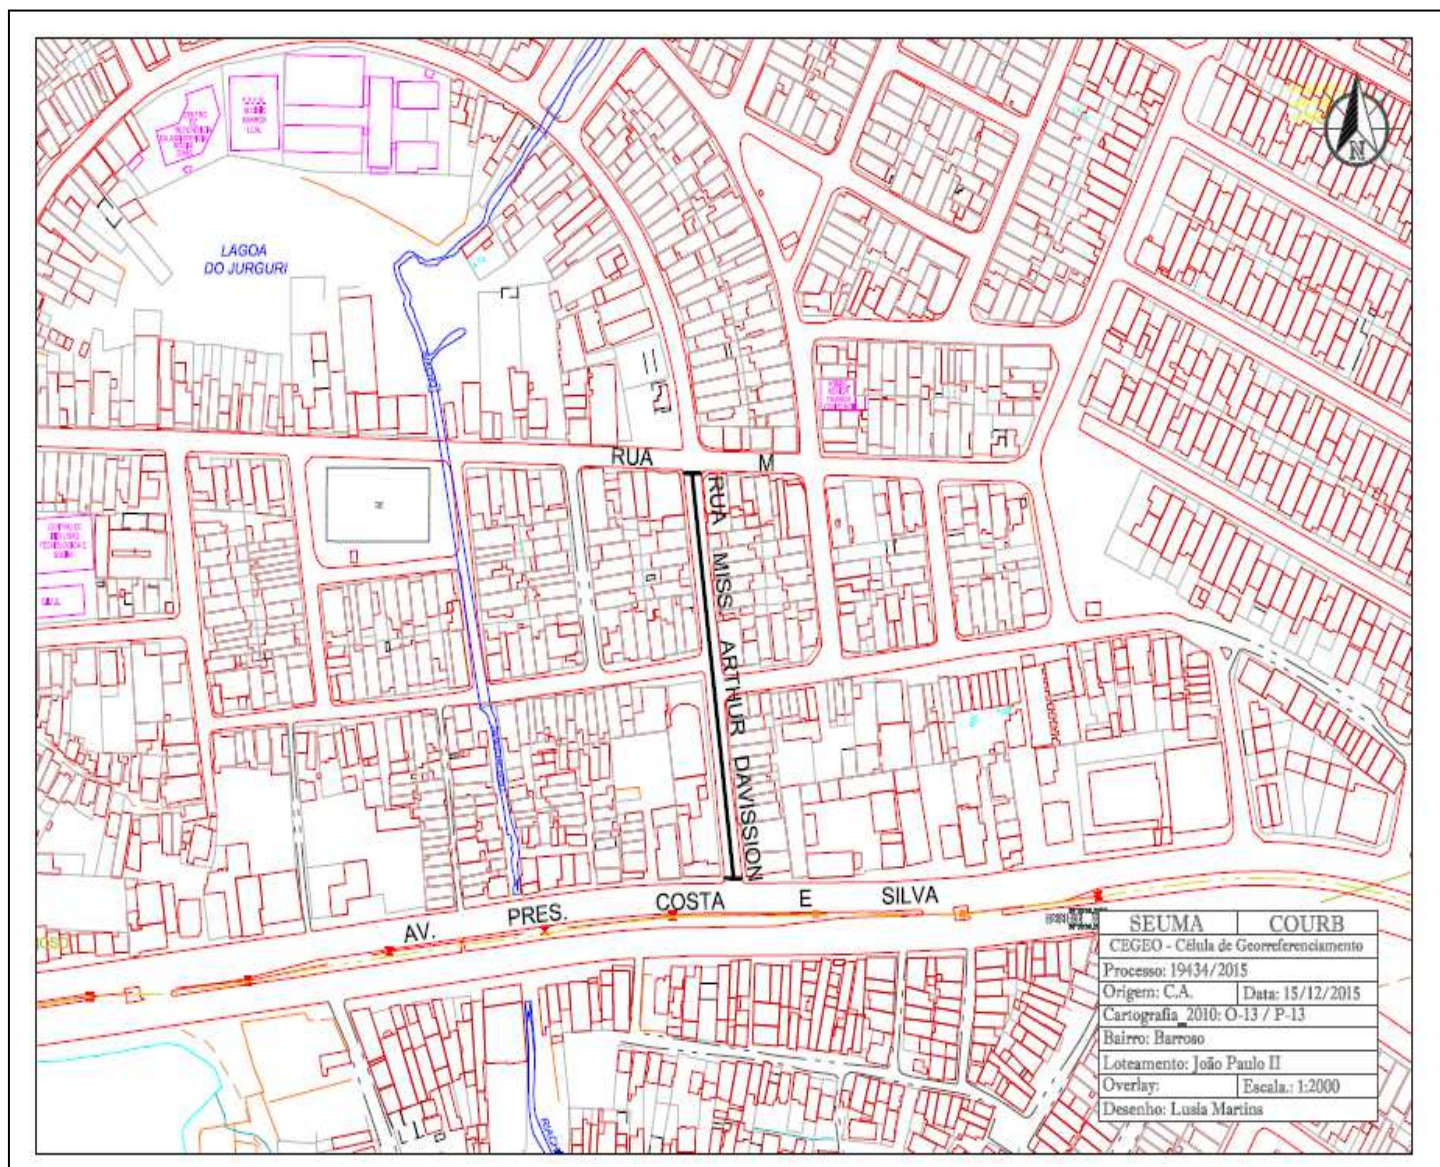 LAGOA
DO JURGURI
N
RUA M
RUA MISS ARTHUR DAVISSION
AV. PRES. COSTA E SILVA
RIACH
SEUMA COURB
CEGEO - Célula de Georreferenciamento
Processo: 19434/2015
Origem: C.A. Data: 15/12/2015
Cartografia_2010: O-13 / P-13
Bairro: Barroso
Loteamento: João Paulo II
Overlay: Escala.: 1:2000
Desenho: Lusia Martins